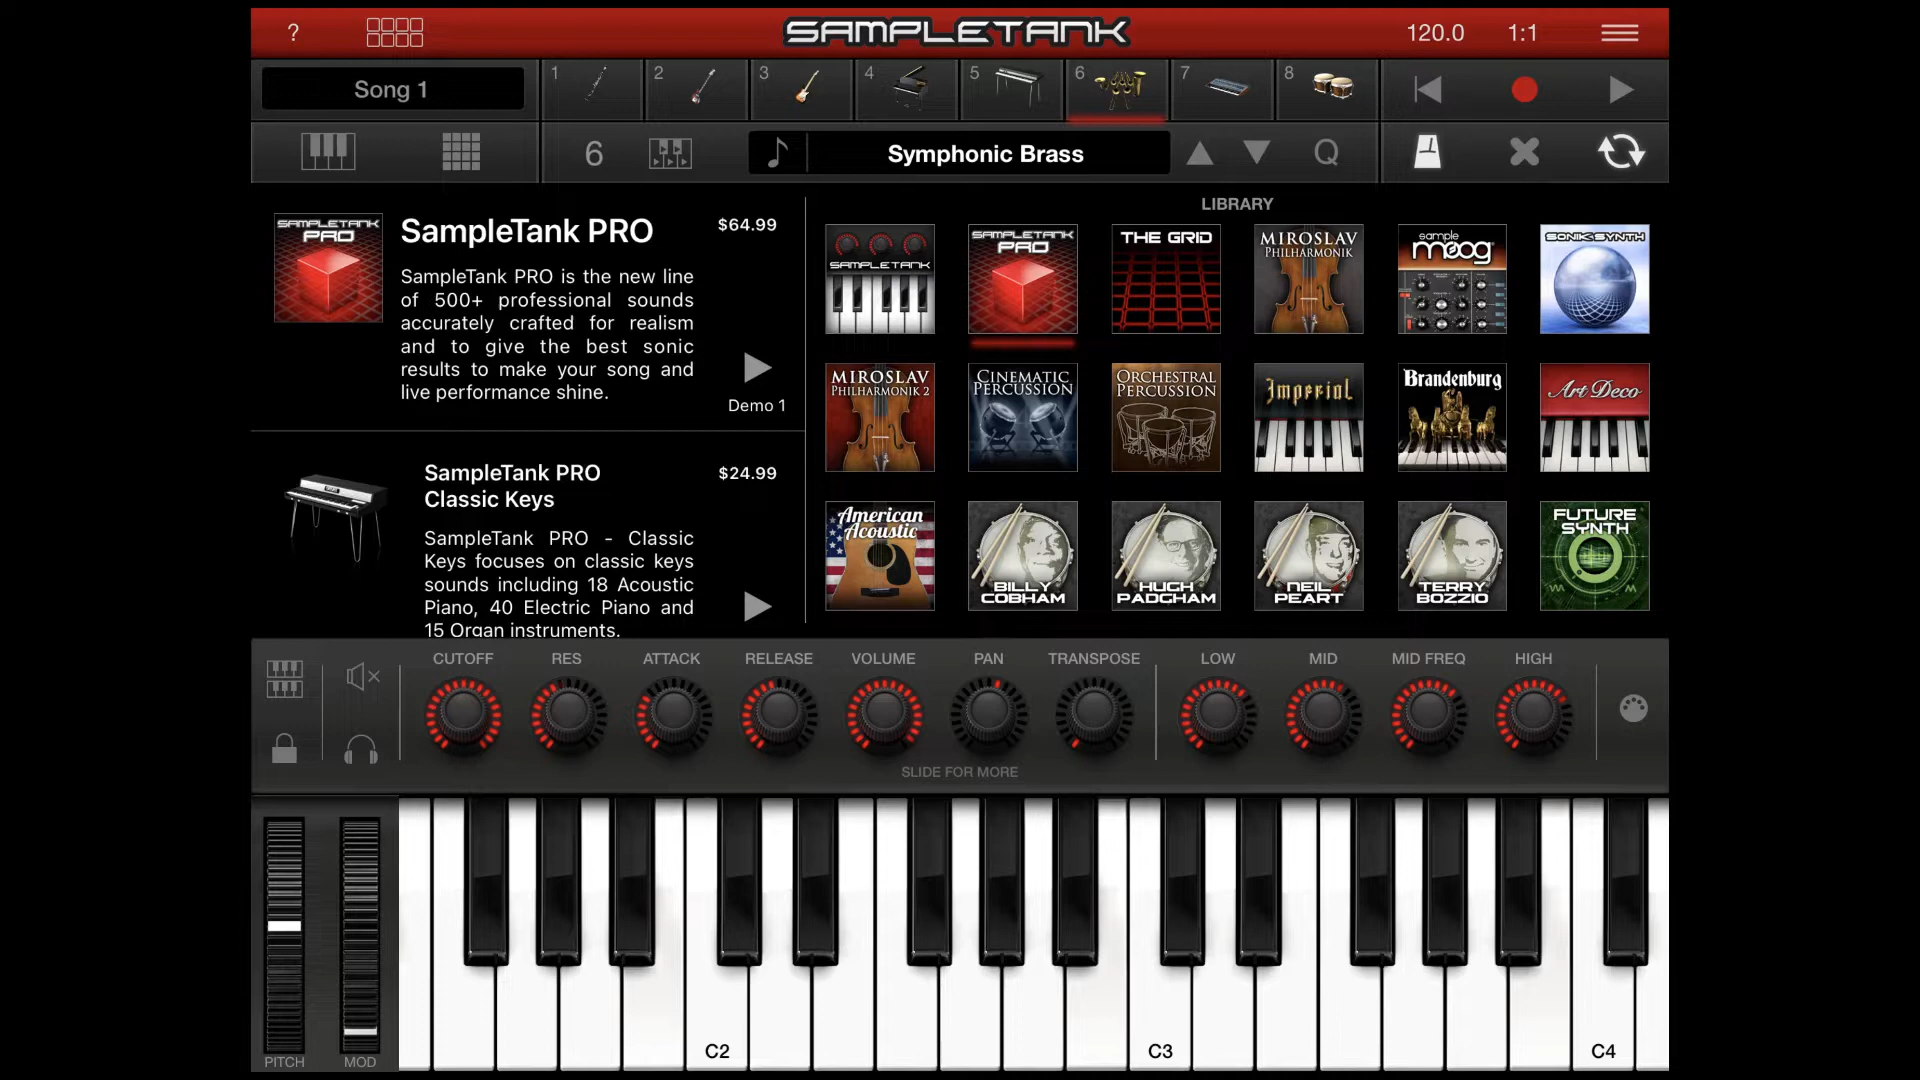 ?
SAMPLETANK
120.0
1:1
Song 1
1
2
3
4
5
6
7
8
6
Symphonic Brass
Q
SAMPLETANK
PRO
SampleTank PRO
$64.99
SampleTank PRO is the new line
of 500+ professional sounds
accurately crafted for realism
and to give the best sonic
results to make your song and
live performance shine.
Demo 1
SampleTank PRO
Classic Keys
$24.99
SampleTank PRO - Classic
Keys focuses on classic keys
sounds including 18 Acoustic
Piano, 40 Electric Piano and
15 Organ instruments.
LIBRARY
SAMPLETANK
SAMPLETANK
PRO
THE GRID
MIROSLAV
PHILHARMONIK
sample
moog
SONIK SYNTH
MIROSLAV
PHILHARMONIK 2
CINEMATIC
PERCUSSION
ORCHESTRAL
PERCUSSION
Imperial
Brandenburg
Art Deco
American
Acoustic
BILLY
COBHAM
HUGH
PADGHAM
NEIL
PEART
TERRY
BOZZIO
FUTURE
SYNTH
CUTOFF
RES
ATTACK
RELEASE
VOLUME
PAN
TRANSPOSE
LOW
MID
MID FREQ
HIGH
SLIDE FOR MORE
PITCH
MOD
C2
C3
C4